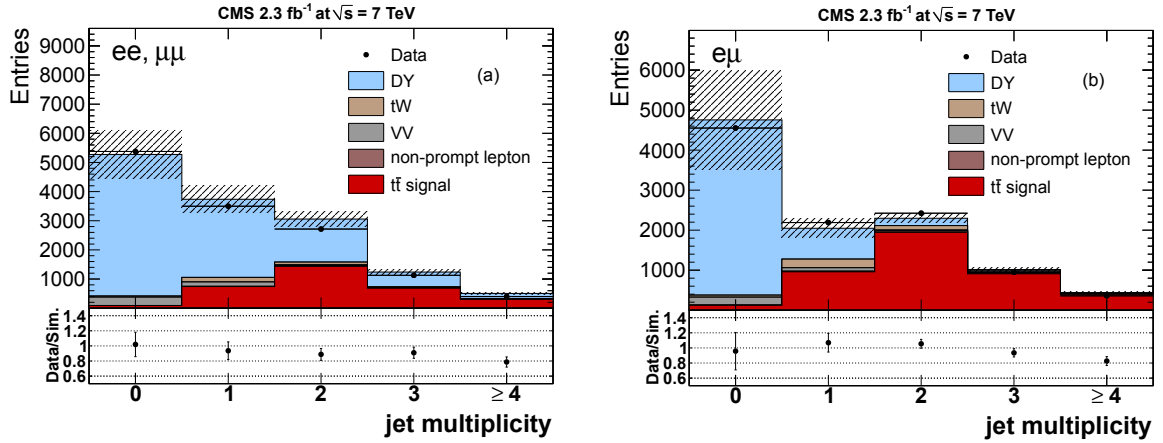 CMS 2.3 fb⁻¹ at √s = 7 TeV
Entries
9000
8000
7000
6000
5000
4000
3000
2000
1000
ee, μμ
(a)
Data
DY
tW
VV
non-prompt lepton
tt̄ signal
Data/Sim.
1.4
1.2
1
0.8
0.6
0 1 2 3 ≥ 4
jet multiplicity
CMS 2.3 fb⁻¹ at √s = 7 TeV
Entries
6000
5000
4000
3000
2000
1000
eμ
(b)
Data
DY
tW
VV
non-prompt lepton
tt̄ signal
Data/Sim.
1.4
1.2
1
0.8
0.6
0 1 2 3 ≥ 4
jet multiplicity